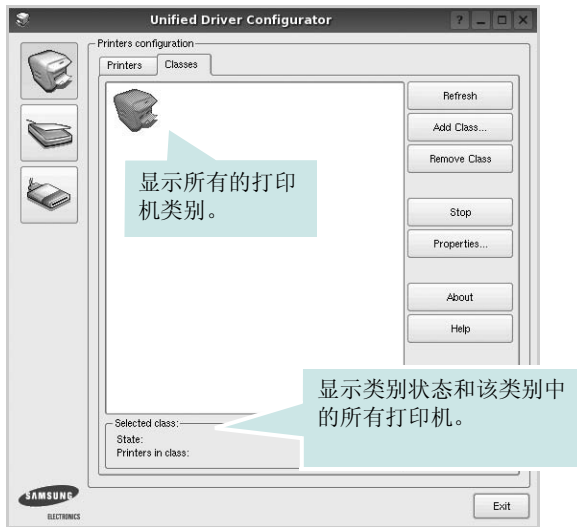 Unified Driver Configurator
Printers configuration
Printers Classes
Refresh
Add Class...
Remove Class
显示所有的打印
机类别。
Stop
Properties...
About
Help
显示类别状态和该类别中
的所有打印机。
Selected class:
State:
Printers in class:
SAMSUNG
ELECTRONICS
Exit